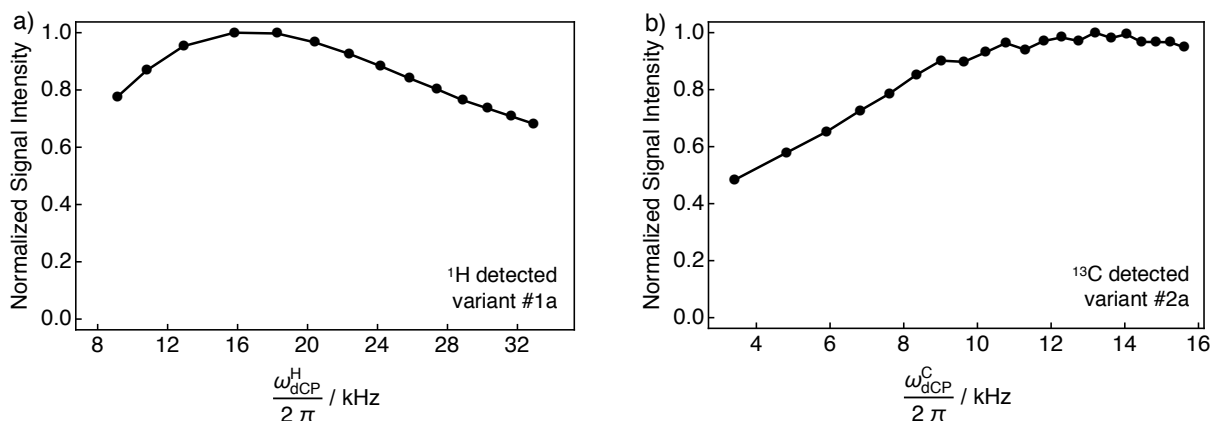 a)
Normalized Signal Intensity
1.0
0.8
0.6
0.4
0.2
0.0
¹H detected
variant #1a
8 12 16 20 24 28 32
ω_dCP^H
2 π
/ kHz
b)
Normalized Signal Intensity
1.0
0.8
0.6
0.4
0.2
0.0
¹³C detected
variant #2a
4 6 8 10 12 14 16
ω_dCP^C
2 π
/ kHz